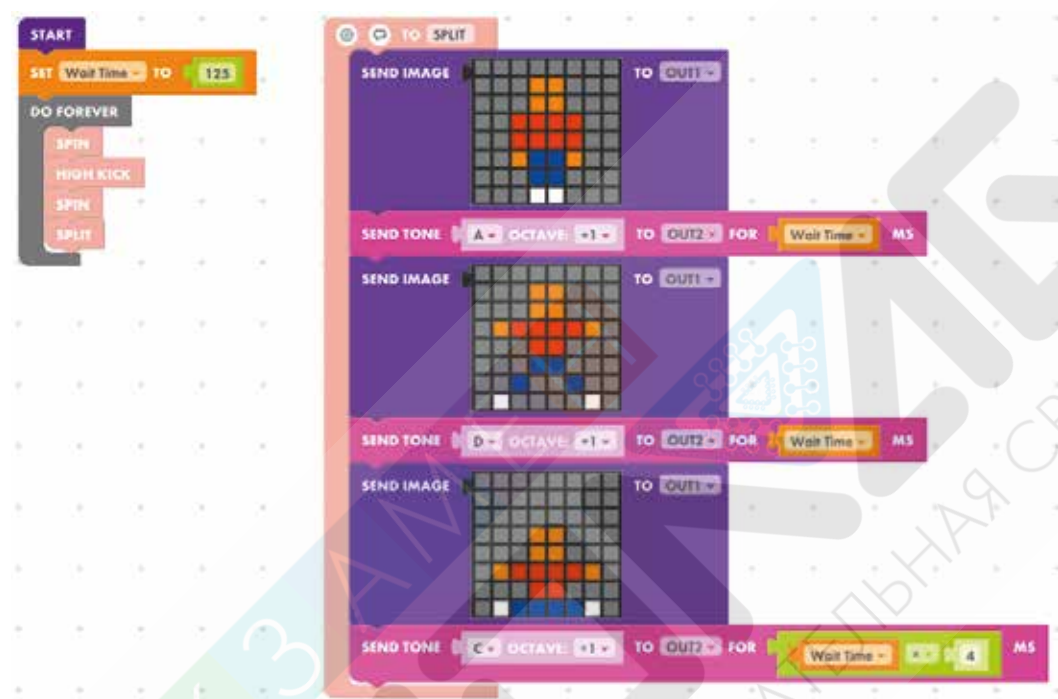 START
SET Wait Time TO 125
DO FOREVER
SPIN
HIGH KICK
SPIN
SPLIT
TO SPLIT
SEND IMAGE TO OUT1
SEND TONE A OCTAVE: +1 TO OUT2 FOR Wait Time MS
SEND IMAGE TO OUT1
SEND TONE D OCTAVE: +1 TO OUT2 FOR Wait Time MS
SEND IMAGE TO OUT1
SEND TONE C OCTAVE: +1 TO OUT2 FOR Wait Time × 4 MS